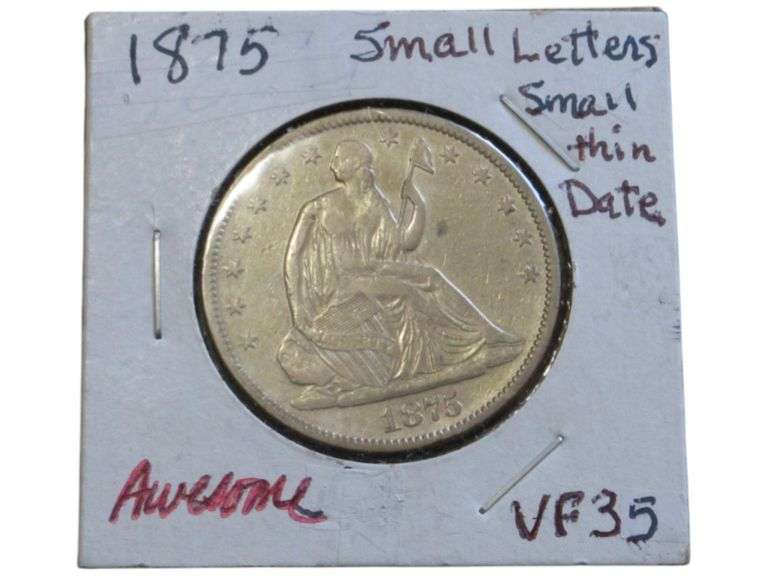 1875 Small Letters
Small
thin
Date.
1875
Awesome
VF35